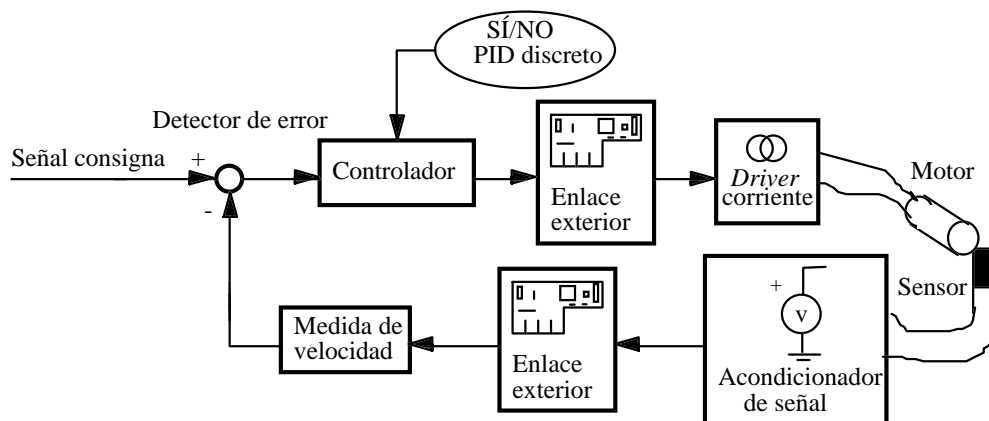 SÍ/NO
PID discreto
Detector de error
Señal consigna
+
-
Controlador
Enlace
exterior
Driver
corriente
Motor
Sensor
+
v
Acondicionador
de señal
Enlace
exterior
Medida de
velocidad